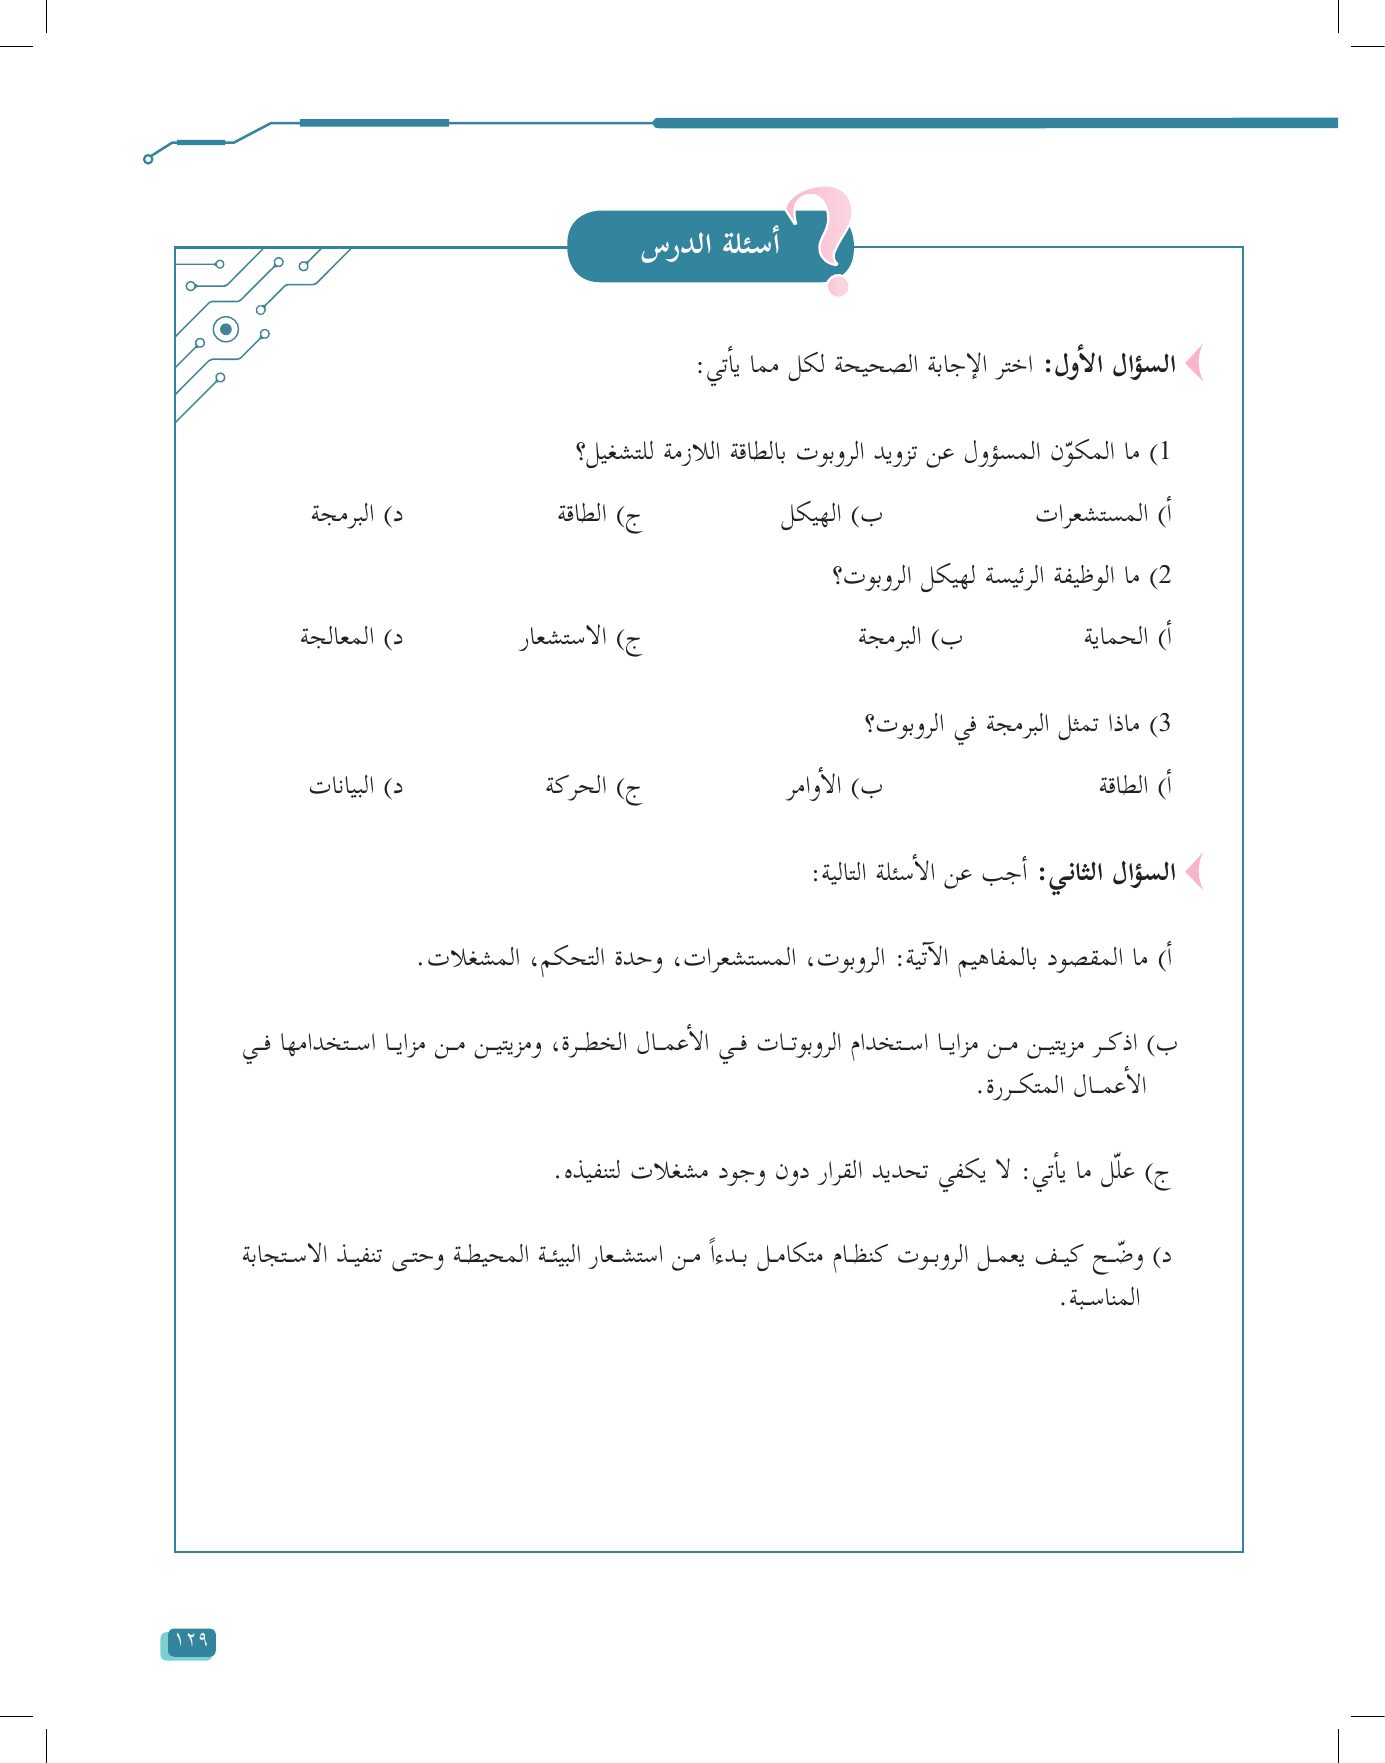 أسئلة الدرس
السؤال الأول: اختر الإجابة الصحيحة لكل مما يأتي:
1) ما المكوّن المسؤول عن تزويد الروبوت بالطاقة اللازمة للتشغيل؟
أ) المستشعرات ب) الهيكل ج) الطاقة د) البرمجة
2) ما الوظيفة الرئيسة لهيكل الروبوت؟
أ) الحماية ب) البرمجة ج) الاستشعار د) المعالجة
3) ماذا تمثل البرمجة في الروبوت؟
أ) الطاقة ب) الأوامر ج) الحركة د) البيانات
السؤال الثاني: أجب عن الأسئلة التالية:
أ) ما المقصود بالمفاهيم الآتية: الروبوت، المستشعرات، وحدة التحكم، المشغلات.
ب) اذكر مزيتين من مزايا استخدام الروبوتات في الأعمال الخطرة، ومزيتين من مزايا استخدامها في
الأعمال المتكررة.
ج) علّل ما يأتي: لا يكفي تحديد القرار دون وجود مشغلات لتنفيذه.
د) وضّح كيف يعمل الروبوت كنظام متكامل بدءاً من استشعار البيئة المحيطة وحتى تنفيذ الاستجابة
المناسبة.
١٢٩